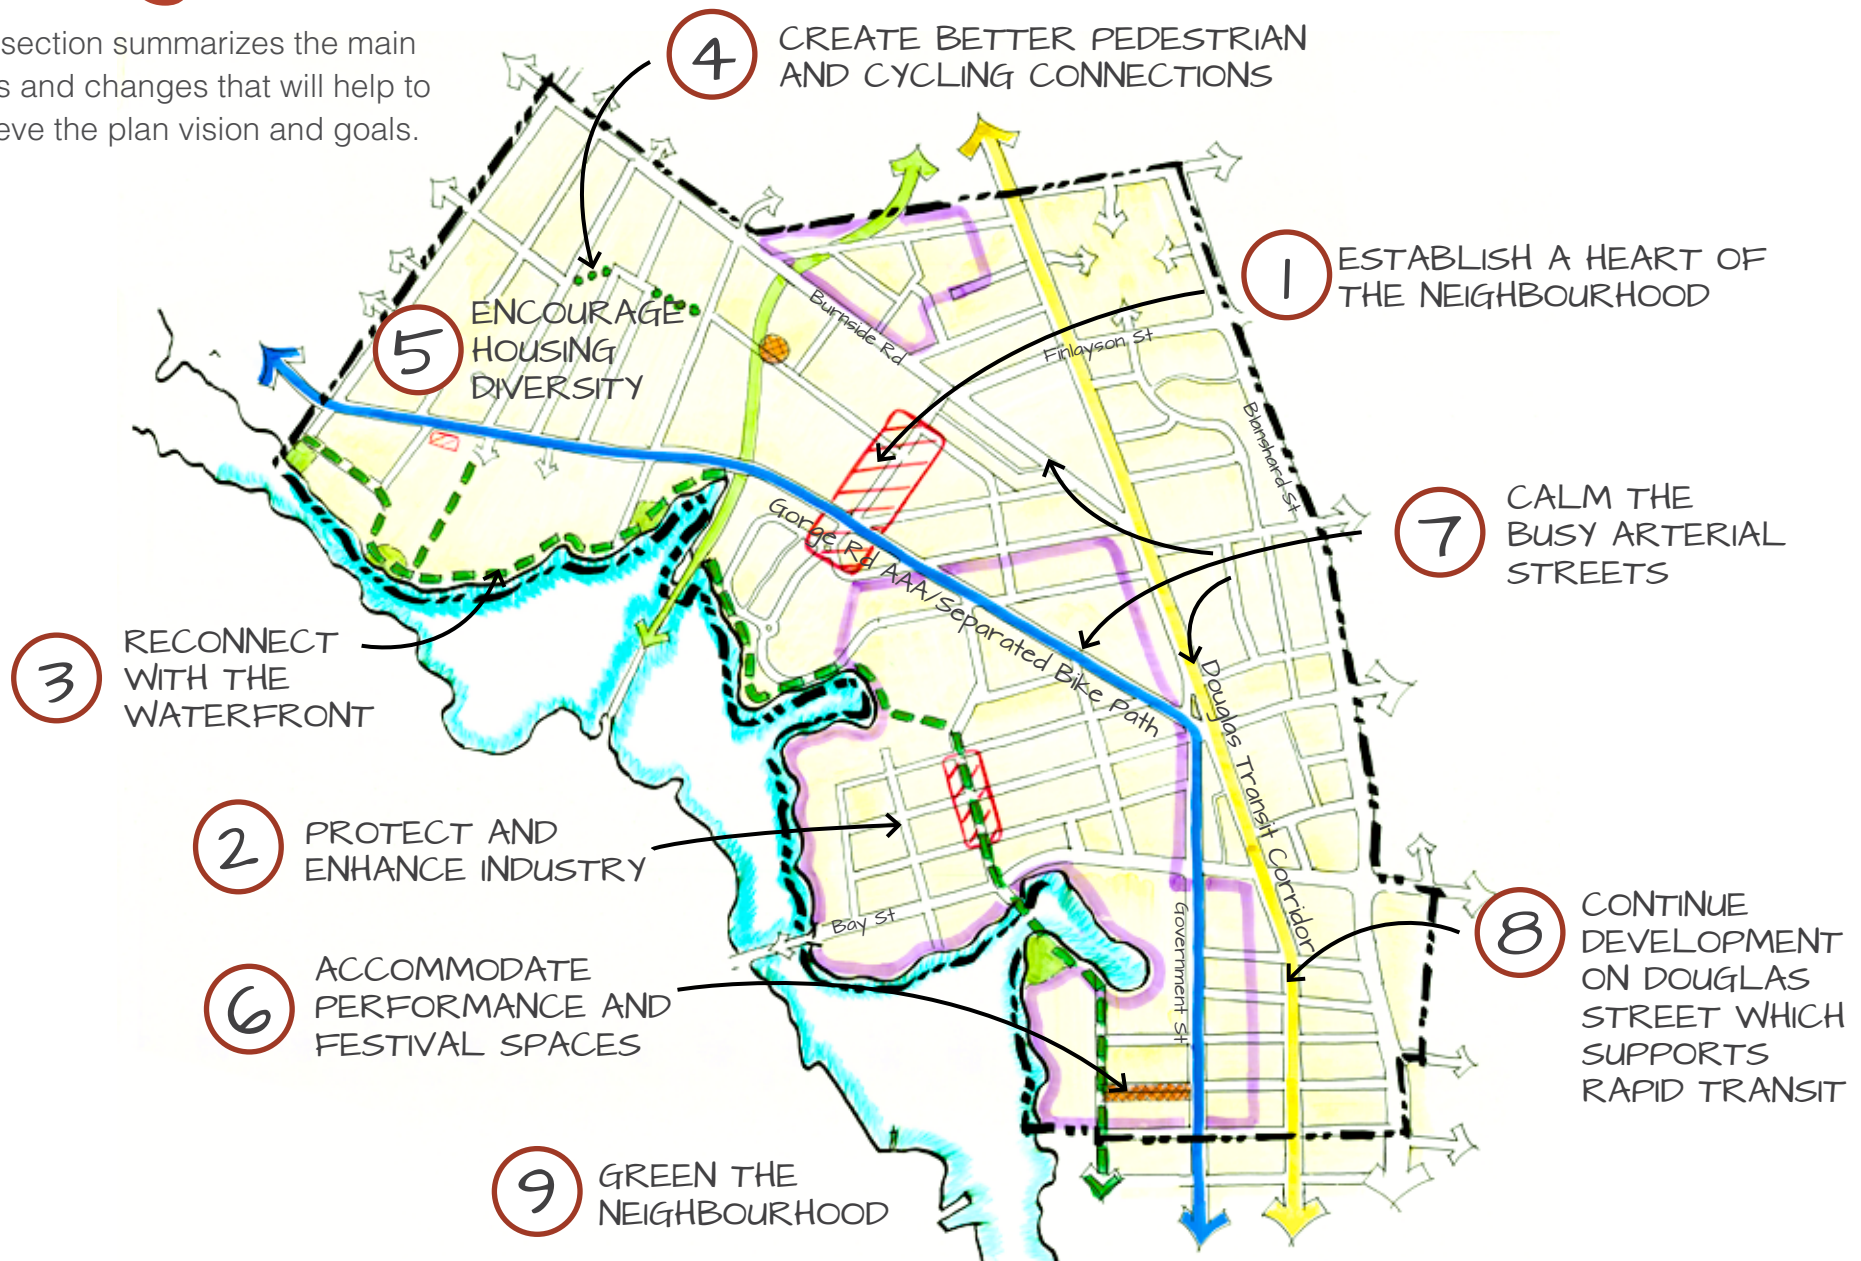 section summarizes the main
s and changes that will help to
eve the plan vision and goals.
4
CREATE BETTER PEDESTRIAN
AND CYCLING CONNECTIONS
1
ESTABLISH A HEART OF
THE NEIGHBOURHOOD
5
ENCOURAGE
HOUSING
DIVERSITY
Burnside Rd
Finlayson St
Blanshard St
Gorge Rd AAA/Separated Bike Path
7
CALM THE
BUSY ARTERIAL
STREETS
3
RECONNECT
WITH THE
WATERFRONT
Douglas Transit Corridor
2
PROTECT AND
ENHANCE INDUSTRY
Bay St
Government St
8
CONTINUE
DEVELOPMENT
ON DOUGLAS
STREET WHICH
SUPPORTS
RAPID TRANSIT
6
ACCOMMODATE
PERFORMANCE AND
FESTIVAL SPACES
9
GREEN THE
NEIGHBOURHOOD